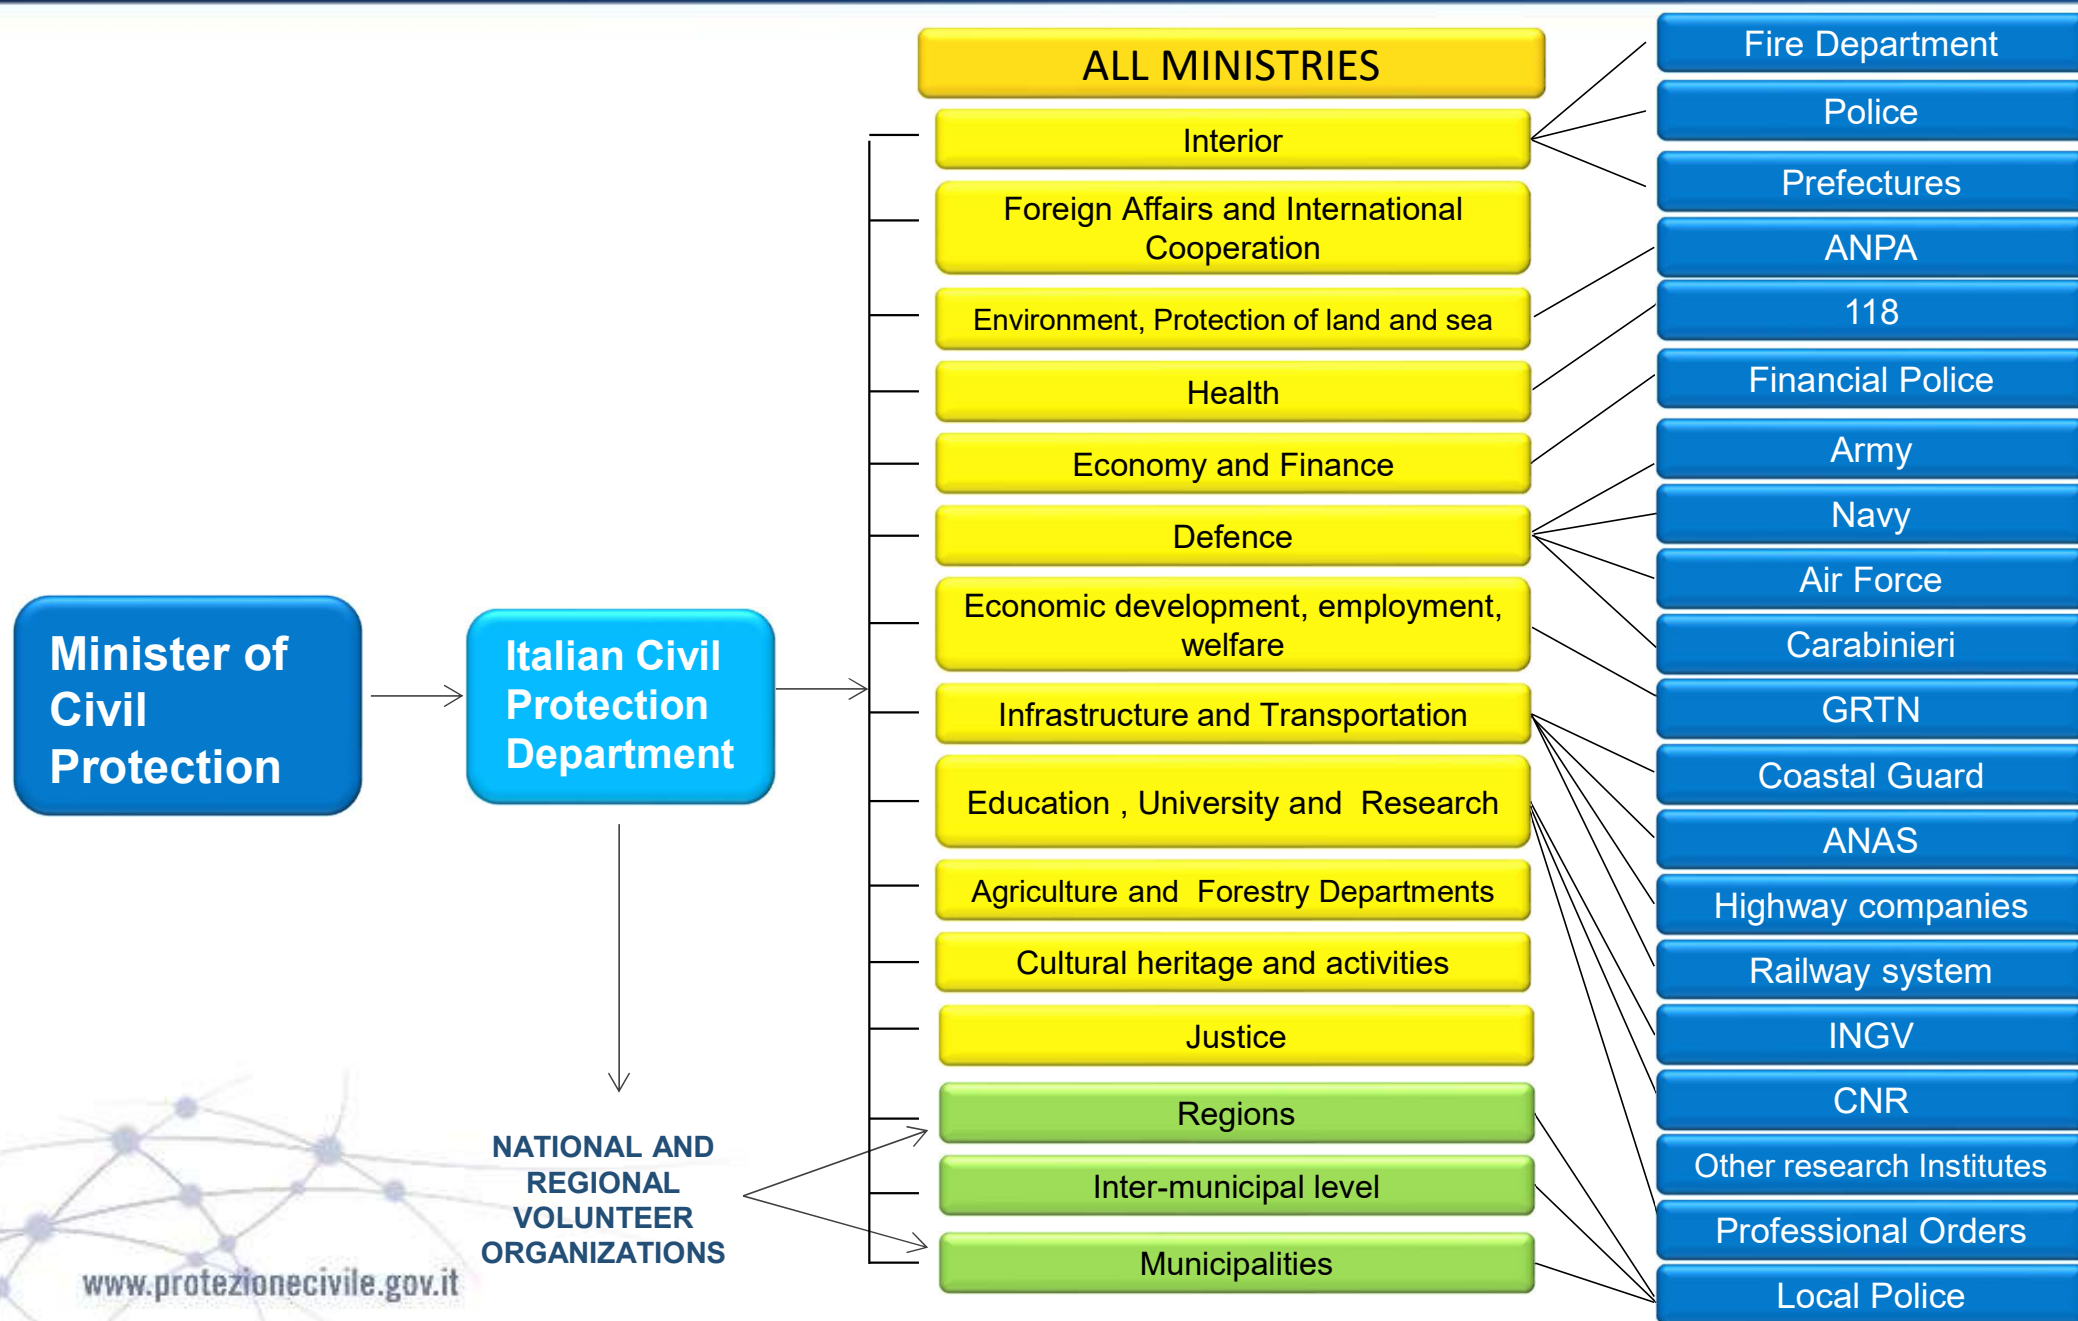 Minister of
Civil
Protection
Italian Civil
Protection
Department
NATIONAL AND
REGIONAL
VOLUNTEER
ORGANIZATIONS
www.protezionecivile.gov.it
ALL MINISTRIES
Interior
Foreign Affairs and International
Cooperation
Environment, Protection of land and sea
Health
Economy and Finance
Defence
Economic development, employment,
welfare
Infrastructure and Transportation
Education , University and Research
Agriculture and Forestry Departments
Cultural heritage and activities
Justice
Regions
Inter-municipal level
Municipalities
Fire Department
Police
Prefectures
ANPA
118
Financial Police
Army
Navy
Air Force
Carabinieri
GRTN
Coastal Guard
ANAS
Highway companies
Railway system
INGV
CNR
Other research Institutes
Professional Orders
Local Police